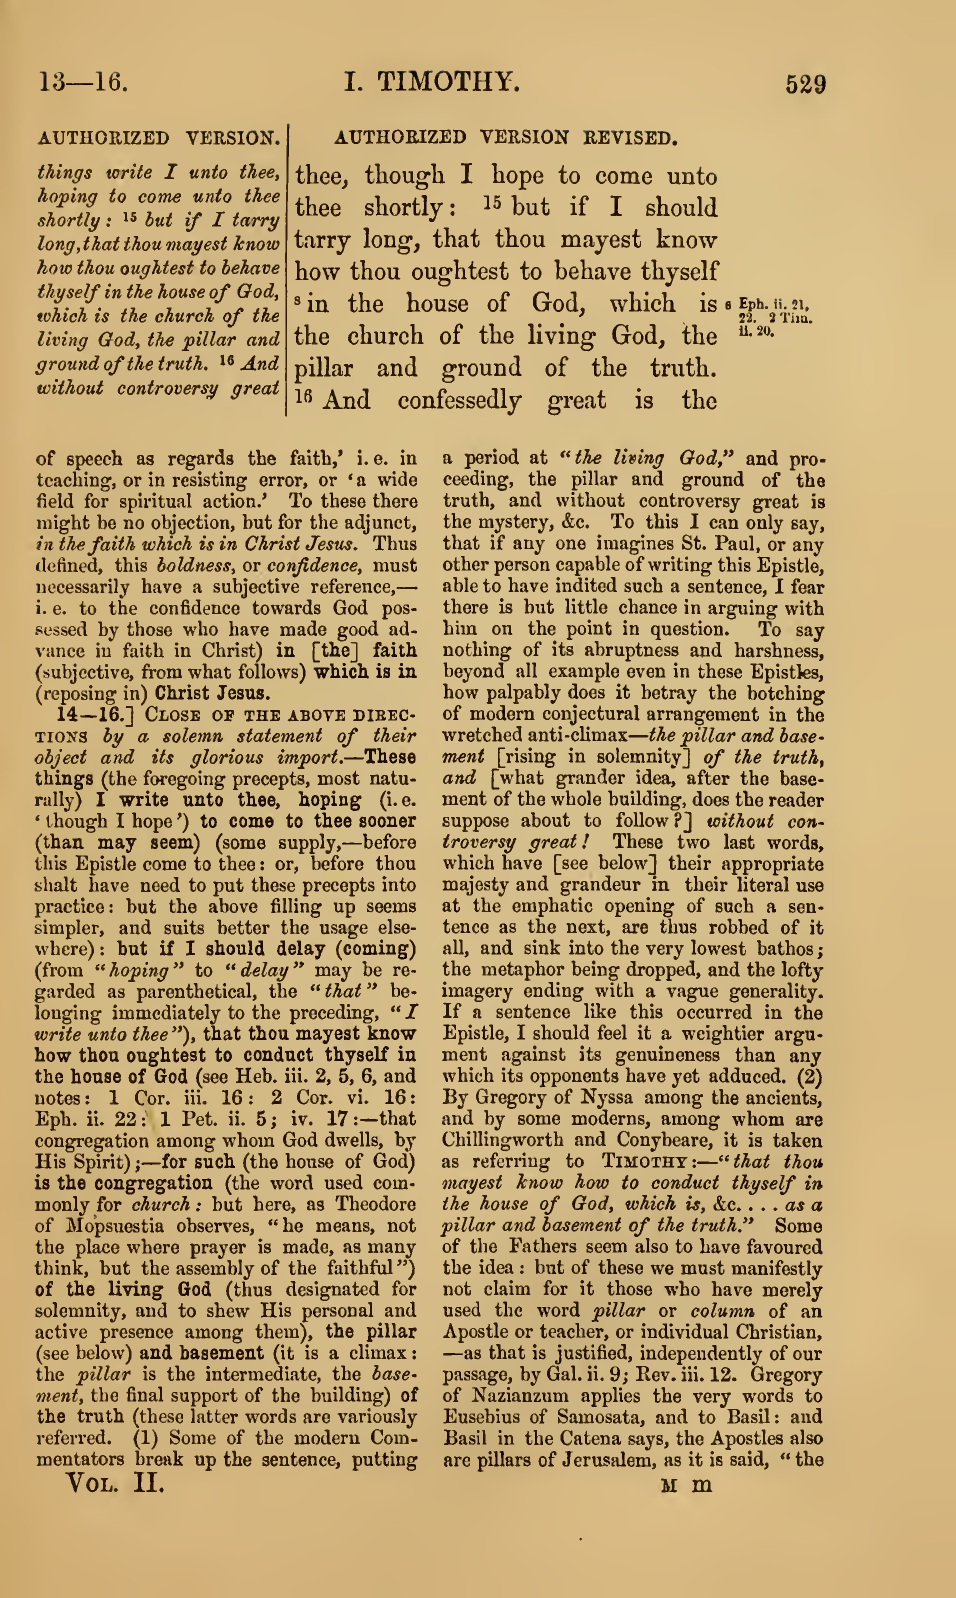 13—16.
I. TIMOTHY.
529
AUTHORIZED VERSION.
things write I unto thee,
hoping to come unto thee
shortly: 15 but if I tarry
long, that thou mayest know
how thou oughtest to behave
thyself in the house of God,
which is the church of the
living God, the pillar and
ground of the truth. 16 And
without controversy great
AUTHORIZED VERSION REVISED.
thee, though I hope to come unto
thee shortly: 15 but if I should
tarry long, that thou mayest know
how thou oughtest to behave thyself
s in the house of God, which is
the church of the living God, the
pillar and ground of the truth.
16 And confessedly great is the
s Eph. ii. 21,
22. 2 Tim.
ii. 20.
of speech as regards the faith,' i. e. in
teaching, or in resisting error, or 'a wide
field for spiritual action.' To these there
might be no objection, but for the adjunct,
in the faith which is in Christ Jesus. Thus
defined, this boldness, or confidence, must
necessarily have a subjective reference,—
i. e. to the confidence towards God pos-
sessed by those who have made good ad-
vance in faith in Christ) in [the] faith
(subjective, from what follows) which is in
(reposing in) Christ Jesus.
14—16.] CLOSE OF THE ABOVE DIREC-
TIONS by a solemn statement of their
object and its glorious import.—These
things (the foregoing precepts, most natu-
rally) I write unto thee, hoping (i. e.
'though I hope') to come to thee sooner
(than may seem) (some supply,—before
this Epistle come to thee: or, before thou
shalt have need to put these precepts into
practice: but the above filling up seems
simpler, and suits better the usage else-
where): but if I should delay (coming)
(from "hoping" to "delay" may be re-
garded as parenthetical, the "that" be-
longing immediately to the preceding, "I
write unto thee"), that thou mayest know
how thou oughtest to conduct thyself in
the house of God (see Heb. iii. 2, 5, 6, and
notes: 1 Cor. iii. 16: 2 Cor. vi. 16:
Eph. ii. 22: 1 Pet. ii. 5; iv. 17:—that
congregation among whom God dwells, by
His Spirit);—for such (the house of God)
is the congregation (the word used com-
monly for church: but here, as Theodore
of Mopsuestia observes, "he means, not
the place where prayer is made, as many
think, but the assembly of the faithful")
of the living God (thus designated for
solemnity, and to shew His personal and
active presence among them), the pillar
(see below) and basement (it is a climax:
the pillar is the intermediate, the base-
ment, the final support of the building) of
the truth (these latter words are variously
referred. (1) Some of the modern Com-
mentators break up the sentence, putting
a period at "the living God," and pro-
ceeding, the pillar and ground of the
truth, and without controversy great is
the mystery, &c. To this I can only say,
that if any one imagines St. Paul, or any
other person capable of writing this Epistle,
able to have indited such a sentence, I fear
there is but little chance in arguing with
him on the point in question. To say
nothing of its abruptness and harshness,
beyond all example even in these Epistles,
how palpably does it betray the botching
of modern conjectural arrangement in the
wretched anti-climax—the pillar and base-
ment [rising in solemnity] of the truth,
and [what grander idea, after the base-
ment of the whole building, does the reader
suppose about to follow?] without con-
troversy great! These two last words,
which have [see below] their appropriate
majesty and grandeur in their literal use
at the emphatic opening of such a sen-
tence as the next, are thus robbed of it
all, and sink into the very lowest bathos;
the metaphor being dropped, and the lofty
imagery ending with a vague generality.
If a sentence like this occurred in the
Epistle, I should feel it a weightier argu-
ment against its genuineness than any
which its opponents have yet adduced. (2)
By Gregory of Nyssa among the ancients,
and by some moderns, among whom are
Chillingworth and Conybeare, it is taken
as referring to TIMOTHY:—"that thou
mayest know how to conduct thyself in
the house of God, which is, &c. . . . as a
pillar and basement of the truth." Some
of the Fathers seem also to have favoured
the idea: but of these we must manifestly
not claim for it those who have merely
used the word pillar or column of an
Apostle or teacher, or individual Christian,
—as that is justified, independently of our
passage, by Gal. ii. 9; Rev. iii. 12. Gregory
of Nazianzum applies the very words to
Eusebius of Samosata, and to Basil: and
Basil in the Catena says, the Apostles also
are pillars of Jerusalem, as it is said, "the
VOL. II.
M m